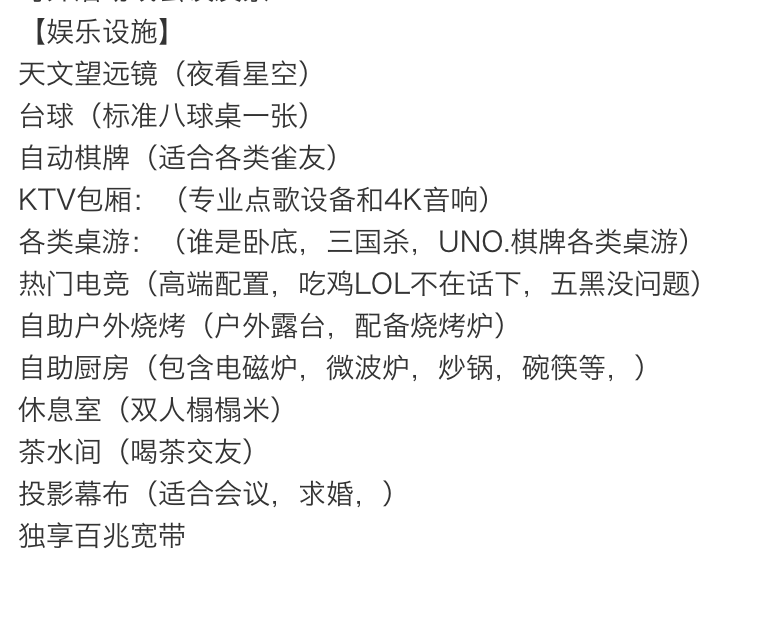 【娱乐设施】
天文望远镜（夜看星空）
台球（标准八球桌一张）
自动棋牌（适合各类雀友）
KTV包厢：（专业点歌设备和4K音响）
各类桌游：（谁是卧底，三国杀，UNO.棋牌各类桌游）
热门电竞（高端配置，吃鸡LOL不在话下，五黑没问题）
自助户外烧烤（户外露台，配备烧烤炉）
自助厨房（包含电磁炉，微波炉，炒锅，碗筷等，）
休息室（双人榻榻米）
茶水间（喝茶交友）
投影幕布（适合会议，求婚，）
独享百兆宽带